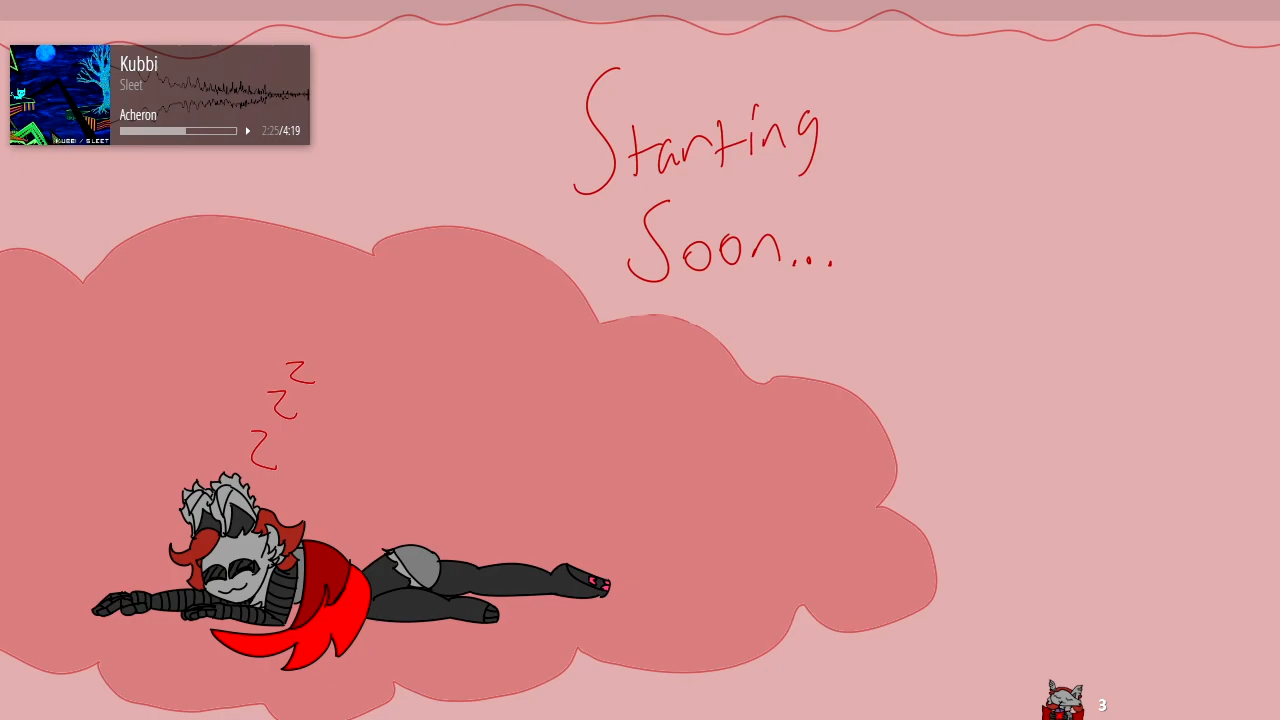 Kubbi
Sleet
Acheron
2:25/4:19
KUBBI / SLEET
Starting
Soon...
z
z
z
3